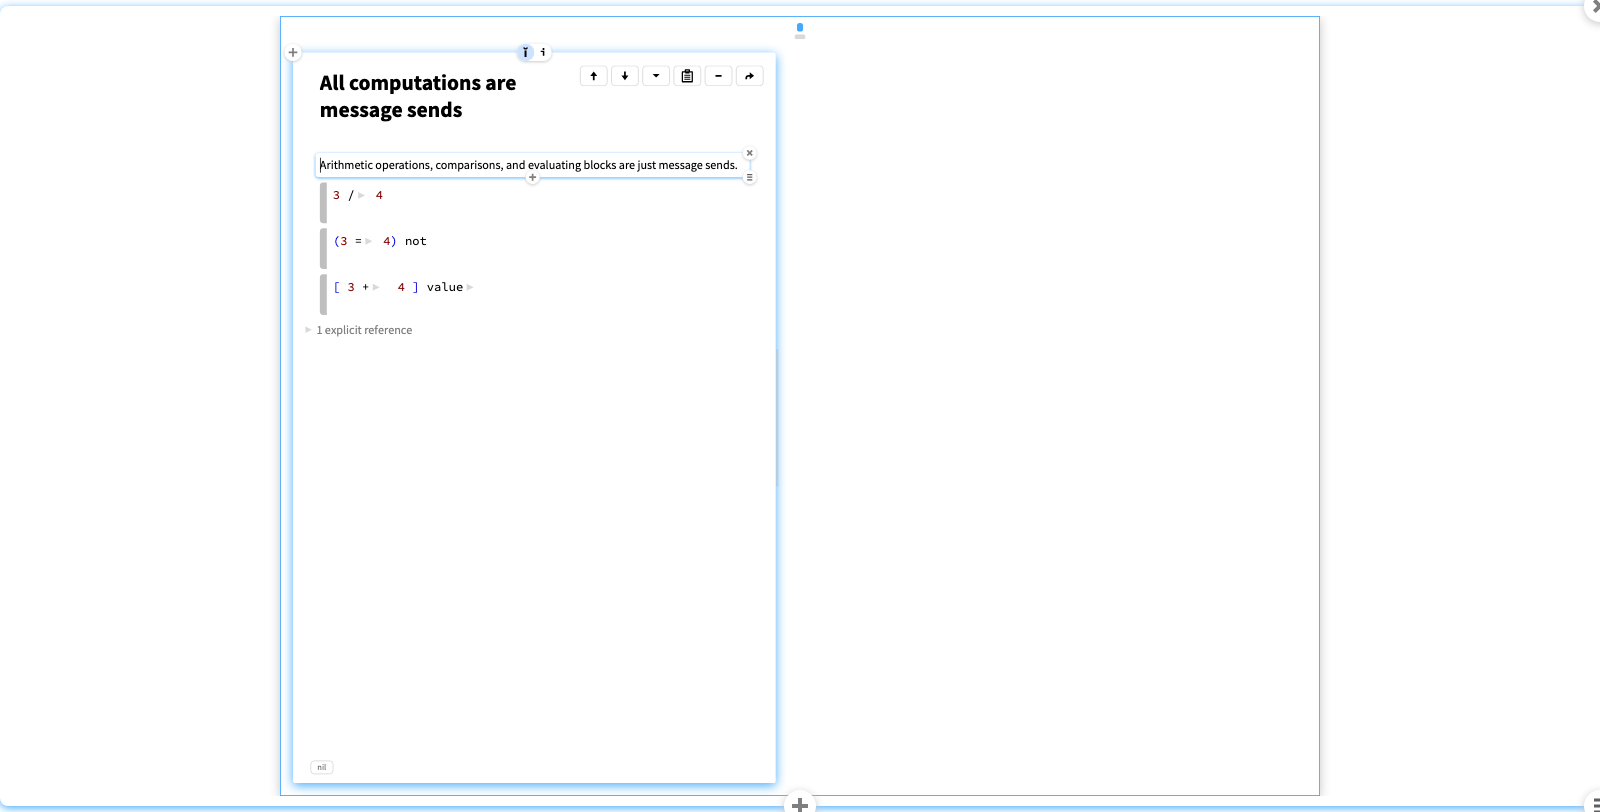 All computations are
message sends
Arithmetic operations, comparisons, and evaluating blocks are just message sends.
3 / 4
(3 = 4) not
[ 3 + 4 ] value
1 explicit reference
nil